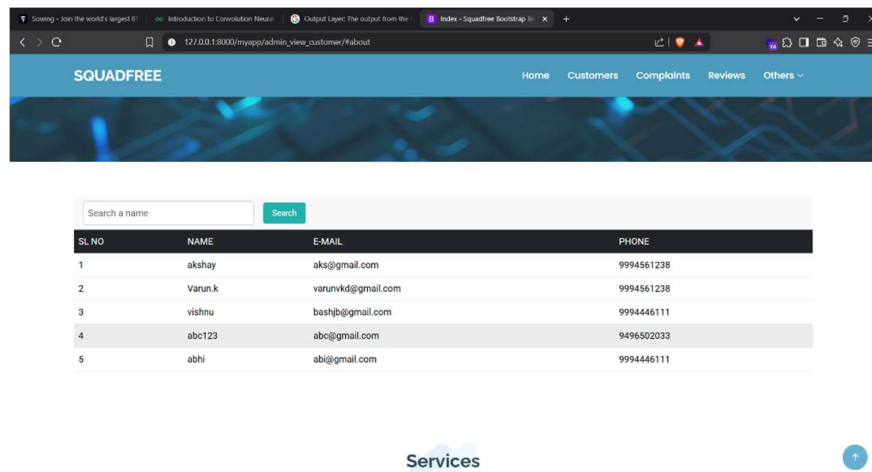 Sowing - Join the world's largest
Introduction to Convolution Neural
Output Layer: The output from the
Index - Squadfree Bootstrap
127.0.0.1:8000/myapp/admin_view_customer/#about
14
SQUADFREE Home Customers Complaints Reviews Others
Search a name Search
SL NO NAME E-MAIL PHONE
1 akshay aks@gmail.com 9994561238
2 Varun.k varunvkd@gmail.com 9994561238
3 vishnu bashjb@gmail.com 9994446111
4 abc123 abc@gmail.com 9496502033
5 abhi abi@gmail.com 9994446111
Services